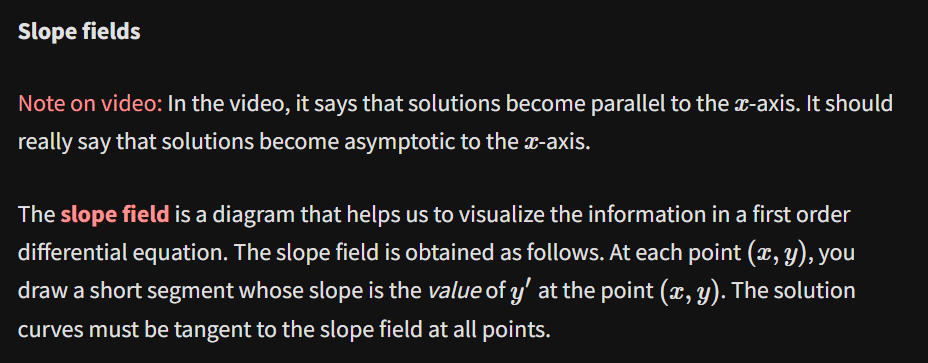 Slope fields
Note on video: In the video, it says that solutions become parallel to the x-axis. It should
really say that solutions become asymptotic to the x-axis.
The slope field is a diagram that helps us to visualize the information in a first order
differential equation. The slope field is obtained as follows. At each point (x, y), you
draw a short segment whose slope is the value of y′ at the point (x, y). The solution
curves must be tangent to the slope field at all points.